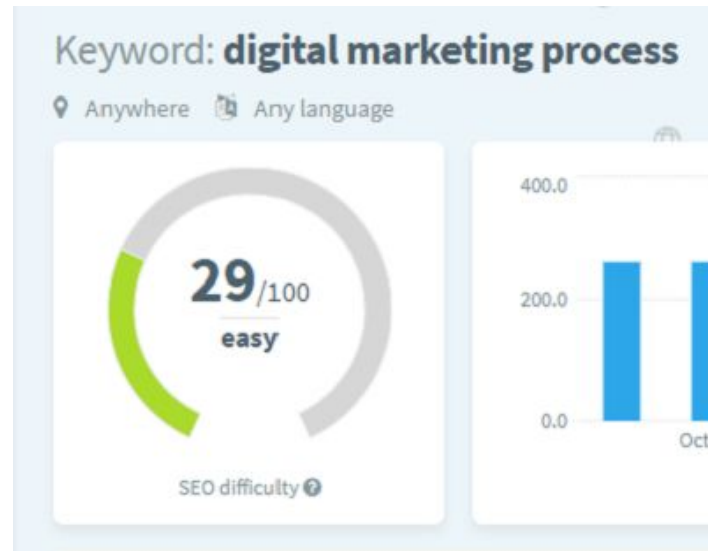 Keyword: digital marketing process
Anywhere Any language
29/100
easy
SEO difficulty
400.0
200.0
0.0
Oct